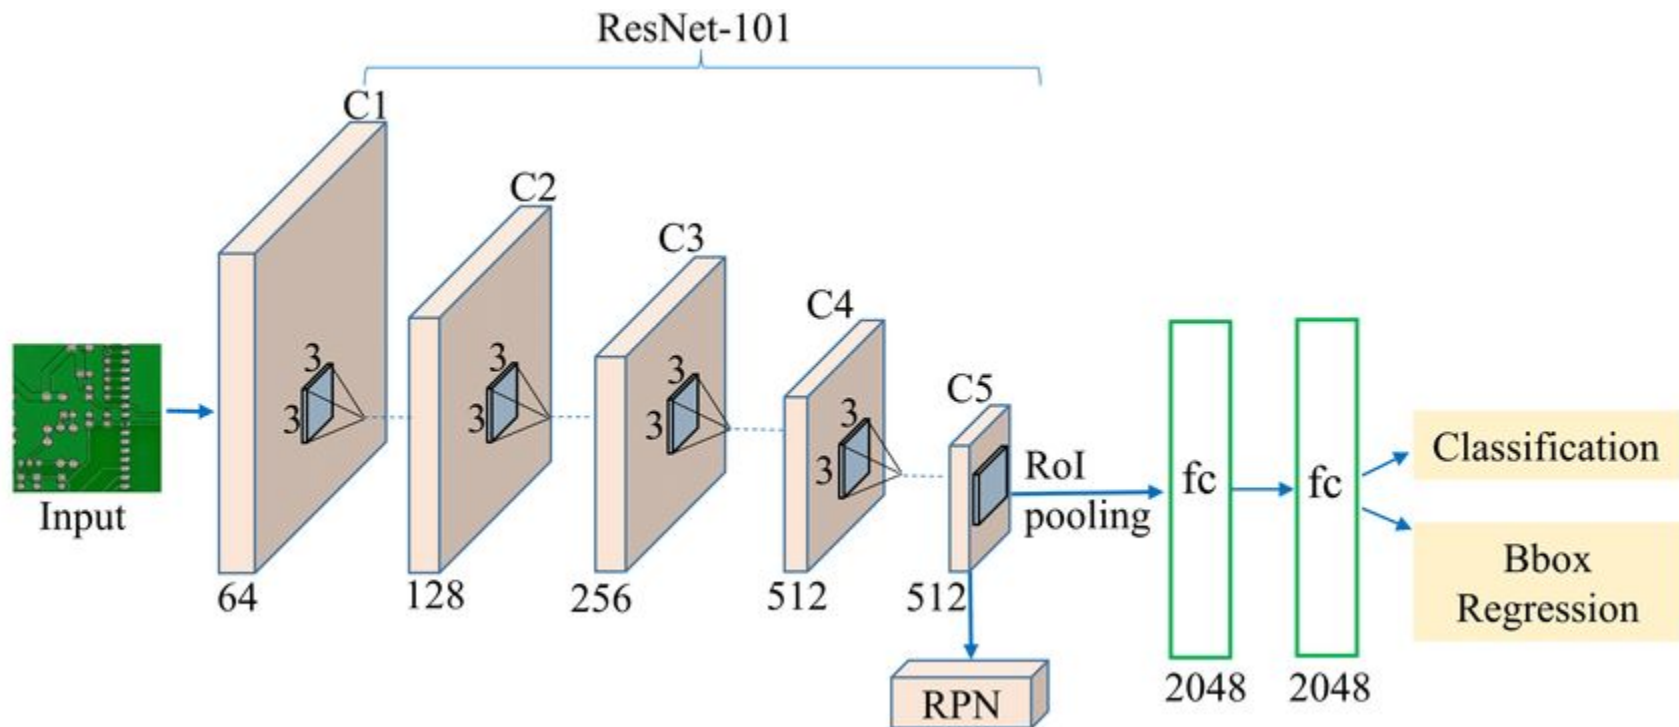 ResNet-101
C1
C2
C3
C4
C5
3
3
3
3
3
3
3
3
Input
RoI
pooling
fc
fc
Classification
Bbox
Regression
64
128
256
512
512
2048
2048
RPN